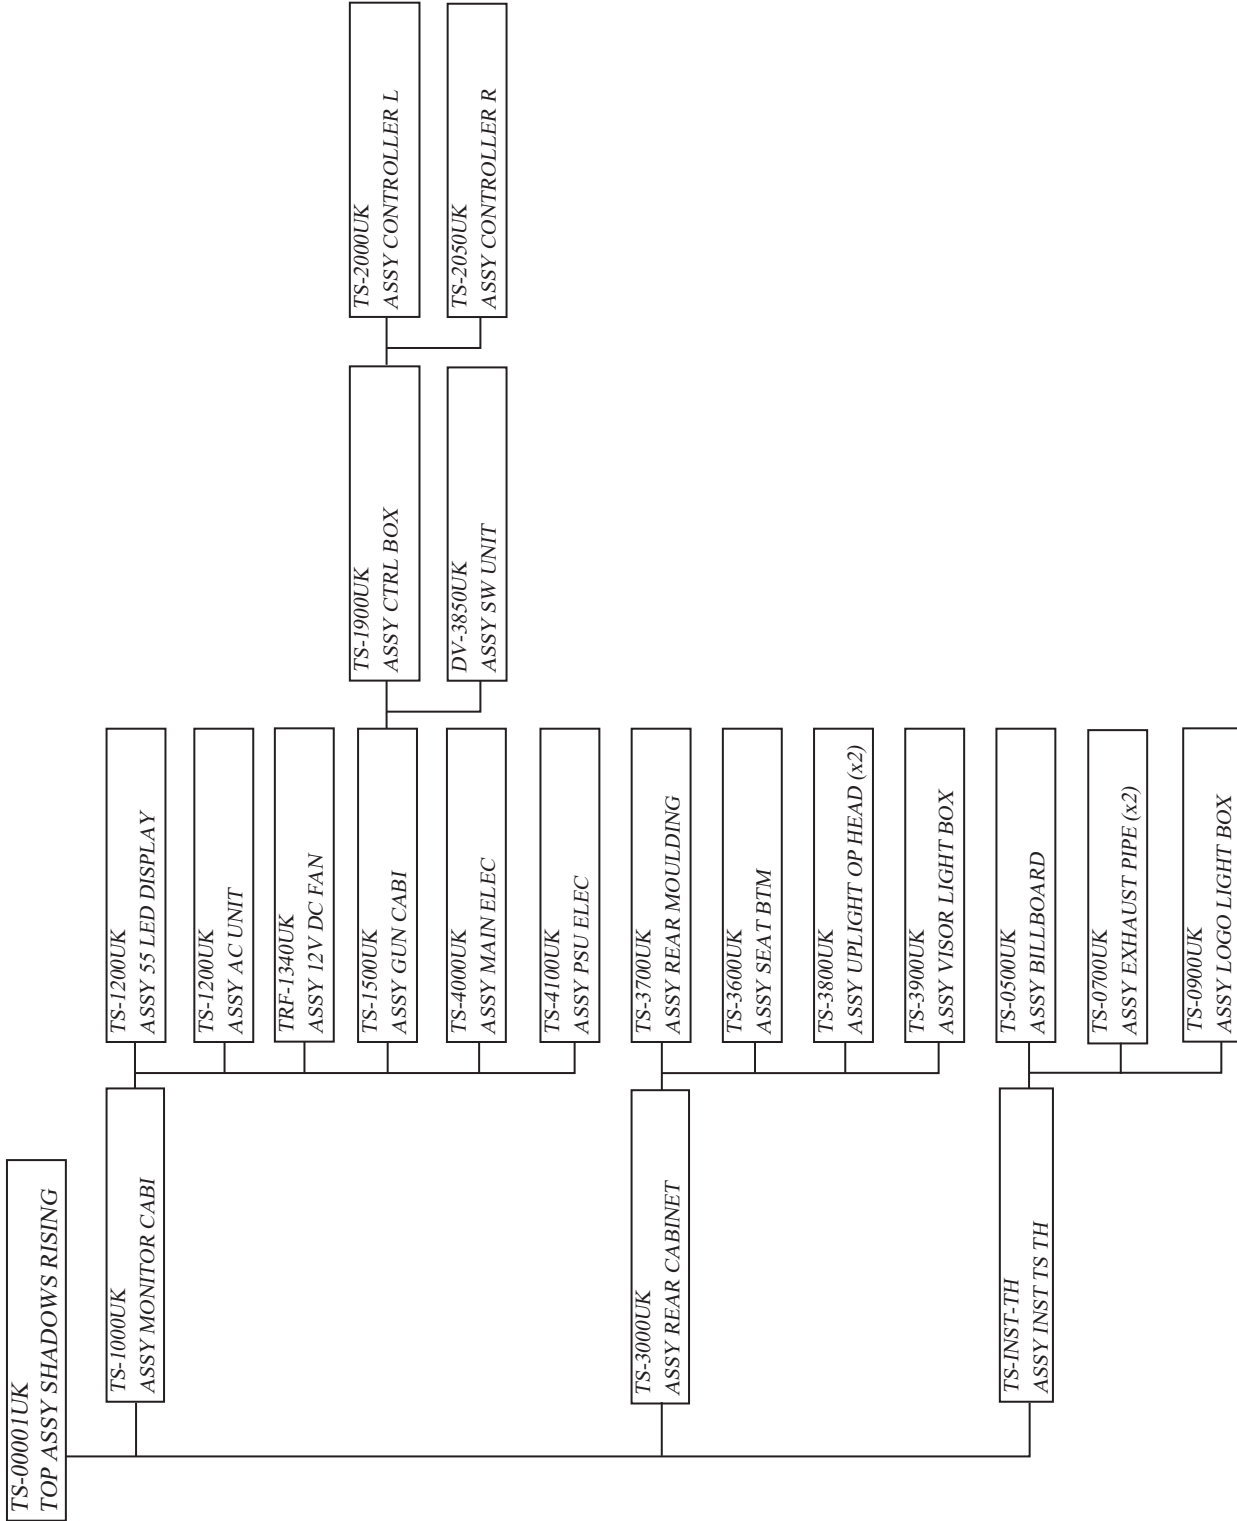 TS-00001UK
TOP ASSY SHADOWS RISING
TS-1000UK
ASSY MONITOR CABI
TS-1200UK
ASSY 55 LED DISPLAY
TS-1200UK
ASSY AC UNIT
TRF-1340UK
ASSY 12V DC FAN
TS-1500UK
ASSY GUN CABI
TS-1900UK
ASSY CTRL BOX
TS-2000UK
ASSY CONTROLLER L
TS-2050UK
ASSY CONTROLLER R
DV-3850UK
ASSY SW UNIT
TS-4000UK
ASSY MAIN ELEC
TS-4100UK
ASSY PSU ELEC
TS-3000UK
ASSY REAR CABINET
TS-3700UK
ASSY REAR MOULDING
TS-3600UK
ASSY SEAT BTM
TS-3800UK
ASSY UPLIGHT OP HEAD (x2)
TS-3900UK
ASSY VISOR LIGHT BOX
TS-INST-TH
ASSY INST TS TH
TS-0500UK
ASSY BILLBOARD
TS-0700UK
ASSY EXHAUST PIPE (x2)
TS-0900UK
ASSY LOGO LIGHT BOX